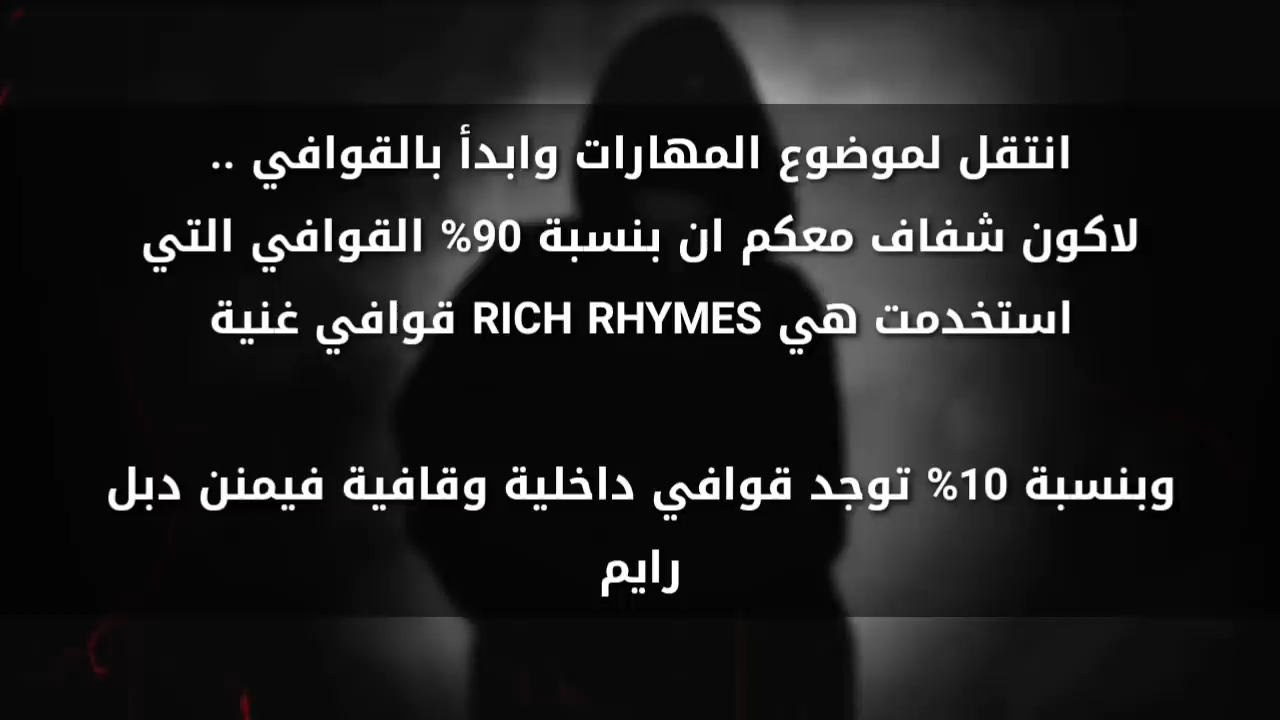 انتقل لموضوع المهارات وابدأ بالقوافي ..
لاكون شفاف معكم ان بنسبة 90% القوافي التي
استخدمت هي RICH RHYMES قوافي غنية
وبنسبة 10% توجد قوافي داخلية وقافية فيمنن دبل
رايم